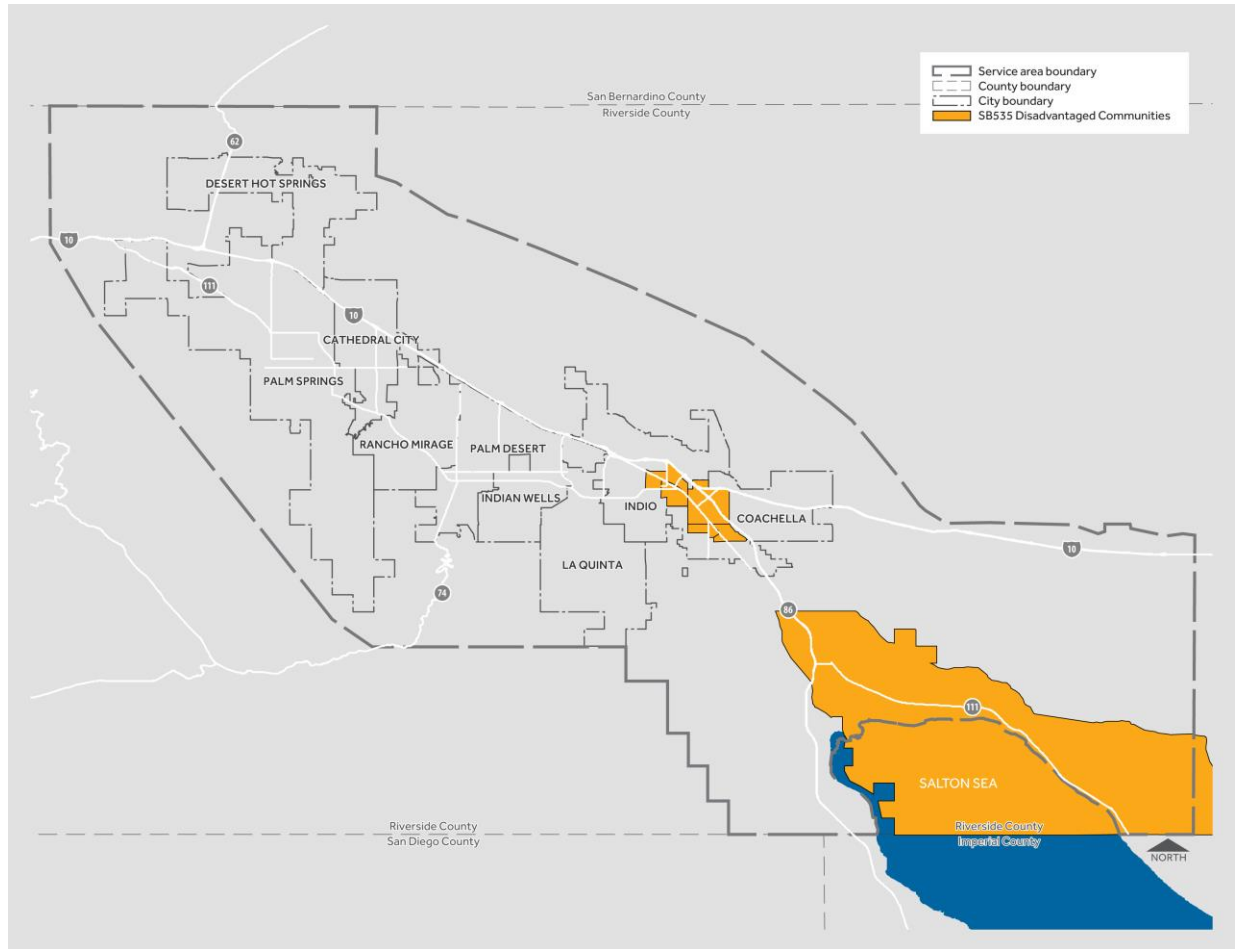 Service area boundary
County boundary
City boundary
SB535 Disadvantaged Communities
San Bernardino County
Riverside County
62
DESERT HOT SPRINGS
10
111
10
CATHEDRAL CITY
PALM SPRINGS
RANCHO MIRAGE
PALM DESERT
INDIAN WELLS
INDIO
COACHELLA
10
LA QUINTA
74
86
111
SALTON SEA
Riverside County
San Diego County
Riverside County
Imperial County
NORTH